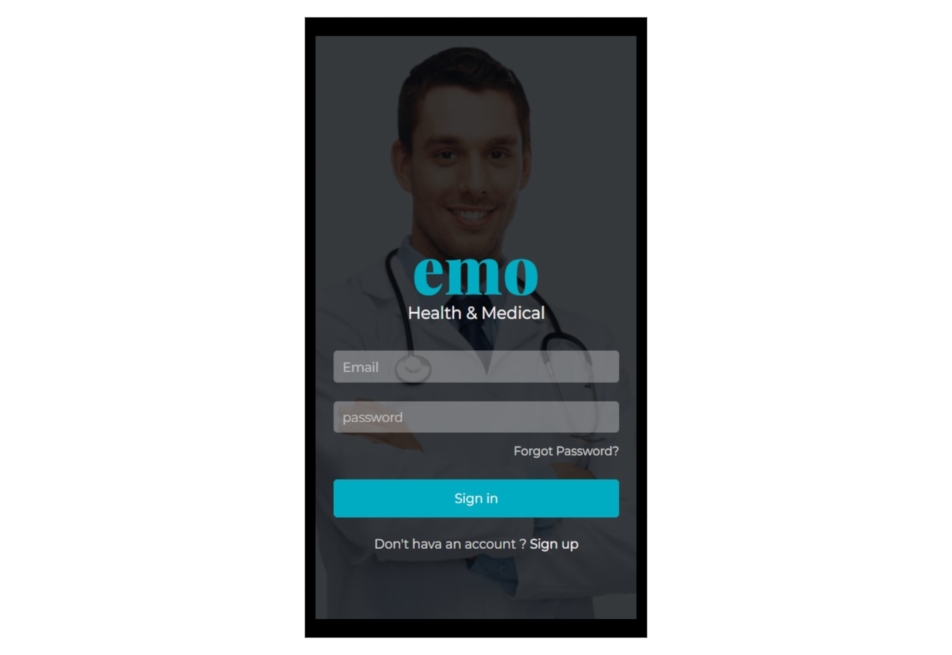 emo
Health & Medical
Email
password
Forgot Password?
Sign in
Don't hava an account ? Sign up